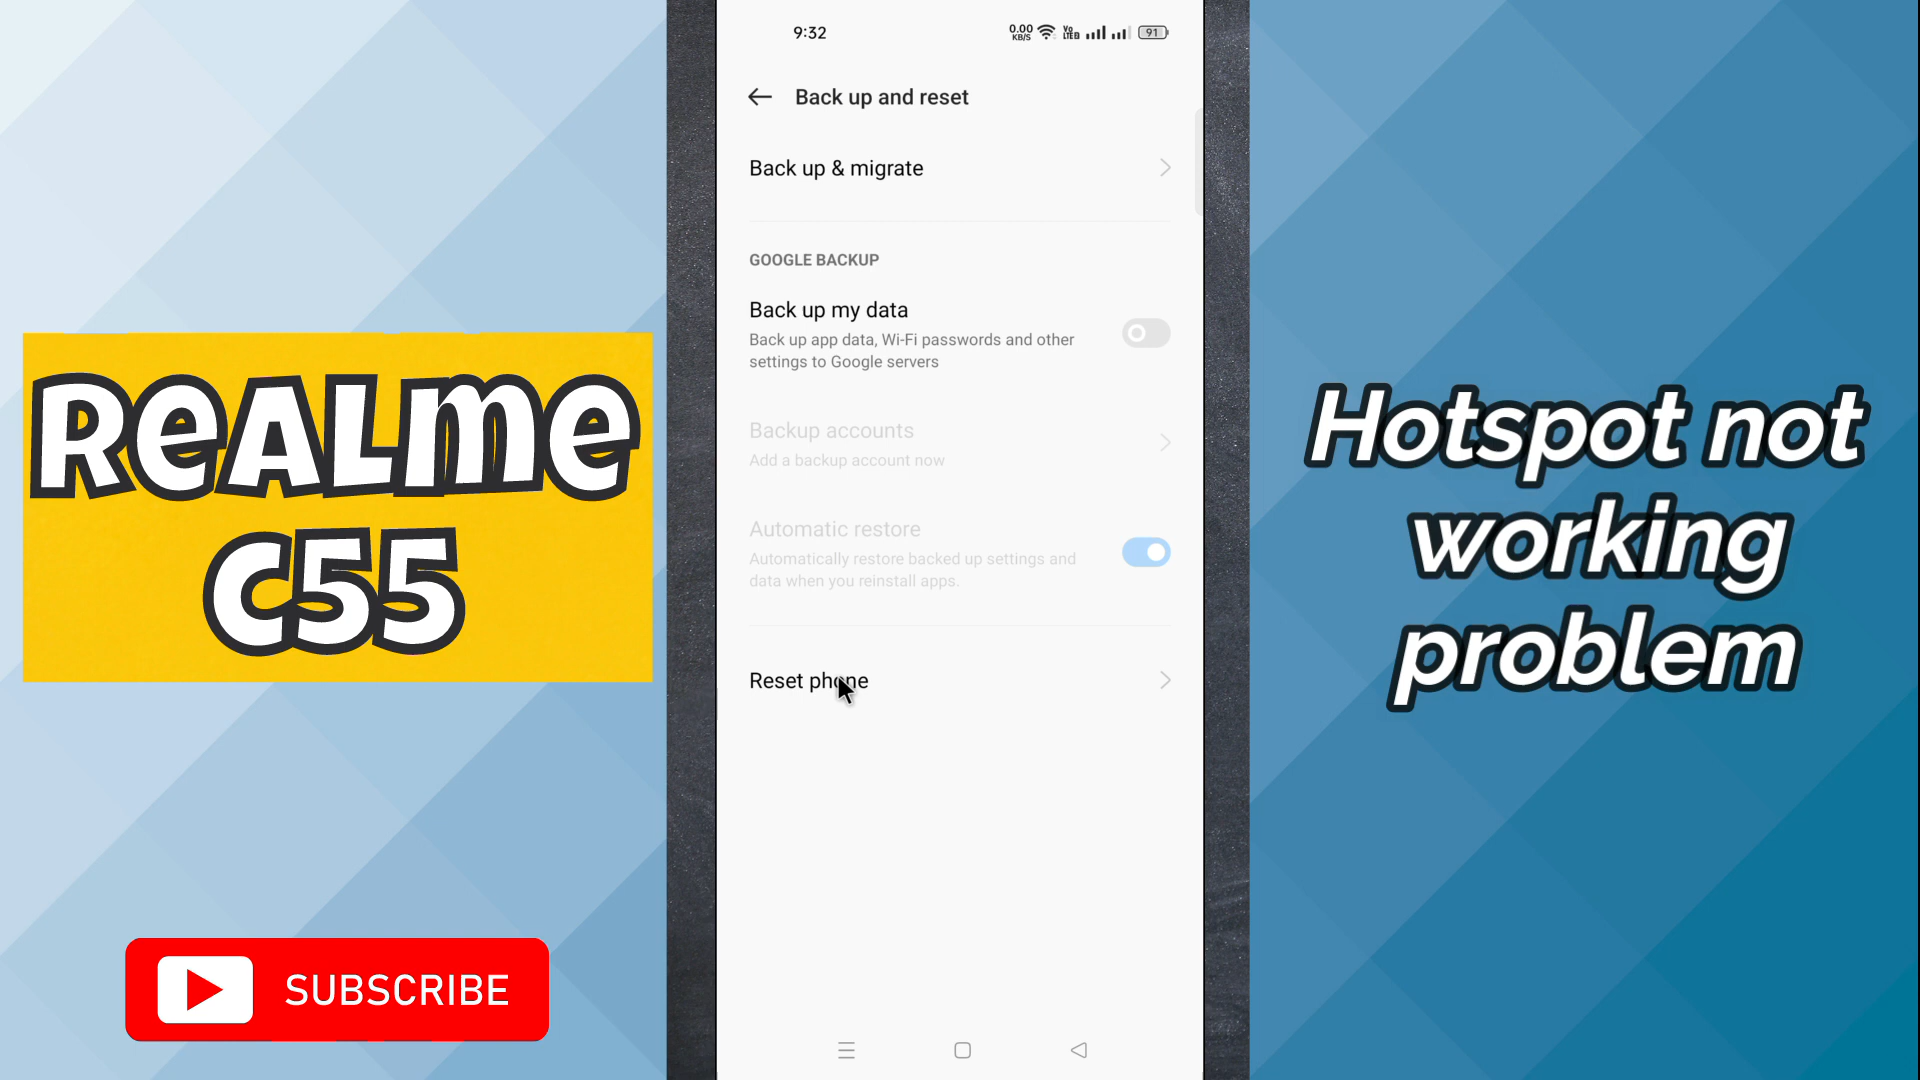 Realme
C55
SUBSCRIBE
9:32
0.00
KB/S
Vo
LTE
91
Back up and reset
Back up & migrate
GOOGLE BACKUP
Back up my data
Back up app data, Wi-Fi passwords and other
settings to Google servers
Backup accounts
Add a backup account now
Automatic restore
Automatically restore backed up settings and
data when you reinstall apps.
Reset phone
Hotspot not
working
problem